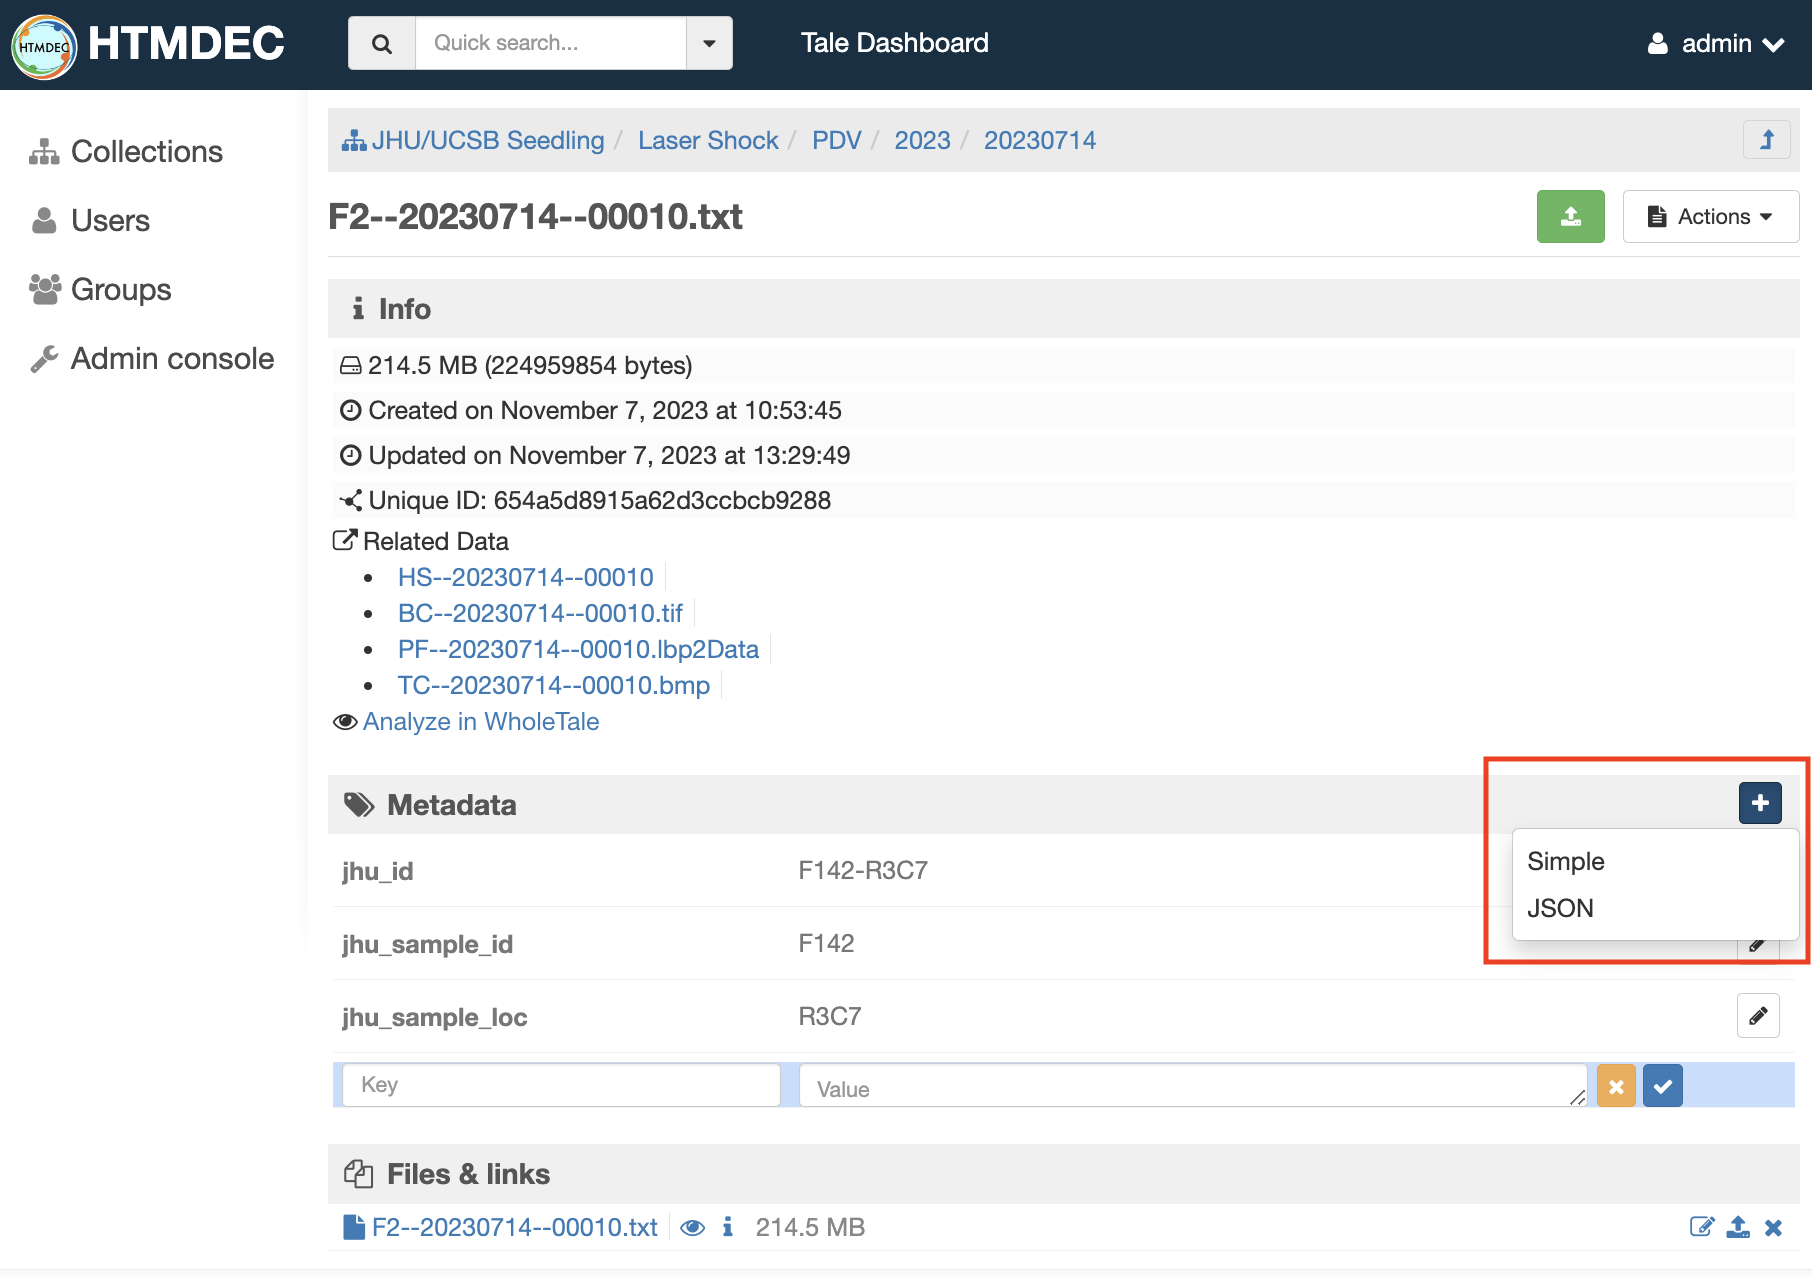 HTMDEC HTMDEC Quick search... Tale Dashboard admin
Collections
Users
Groups
Admin console
JHU/UCSB Seedling / Laser Shock / PDV / 2023 / 20230714
F2--20230714--00010.txt Actions
Info
214.5 MB (224959854 bytes)
Created on November 7, 2023 at 10:53:45
Updated on November 7, 2023 at 13:29:49
Unique ID: 654a5d8915a62d3ccbcb9288
Related Data
HS--20230714--00010
BC--20230714--00010.tif
PF--20230714--00010.lbp2Data
TC--20230714--00010.bmp
Analyze in WholeTale
Metadata
Simple
JSON
jhu_id F142-R3C7
jhu_sample_id F142
jhu_sample_loc R3C7
Key Value
Files & links
F2--20230714--00010.txt 214.5 MB